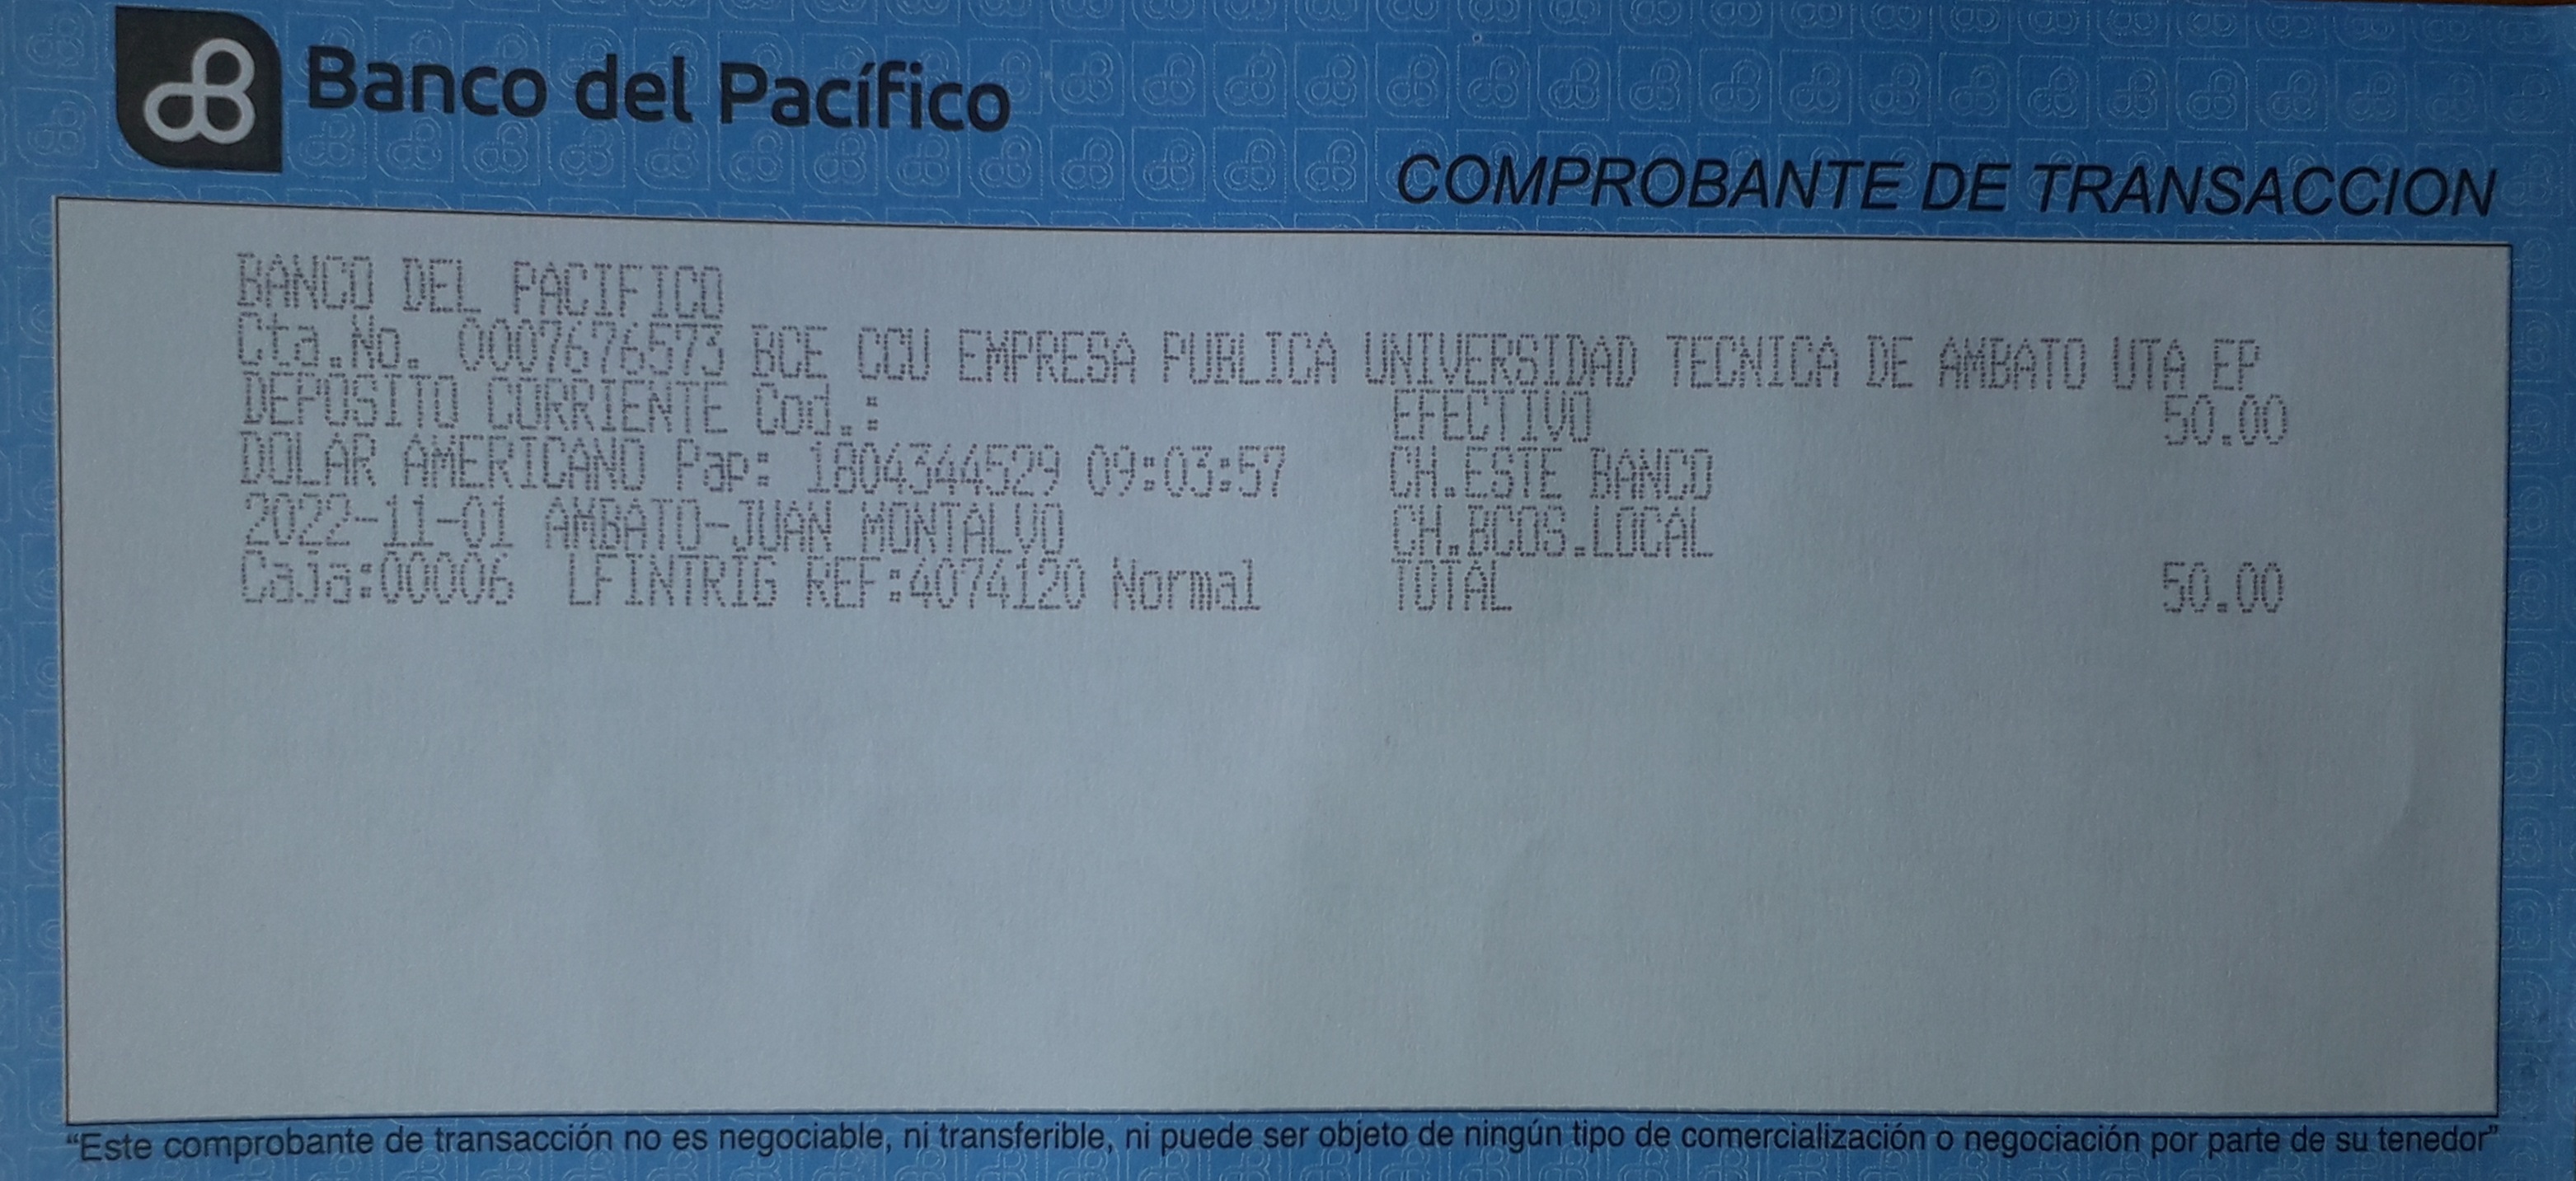 Banco del Pacífico
COMPROBANTE DE TRANSACCION
BANCO DEL PACIFICO
Cta.No. 0007676573 BCE CCU EMPRESA PUBLICA UNIVERSIDAD TECNICA DE AMBATO UTA EP
DEPOSITO CORRIENTE Cod.: EFECTIVO 50.00
DOLAR AMERICANO Pap: 1804344529 09:03:57 CH.ESTE BANCO
2022-11-01 AMBATO-JUAN MONTALVO CH.BCOS.LOCAL
Caja:00006 LFINTRIG REF:4074120 Normal TOTAL 50.00
“Este comprobante de transacción no es negociable, ni transferible, ni puede ser objeto de ningún tipo de comercialización o negociación por parte de su tenedor”